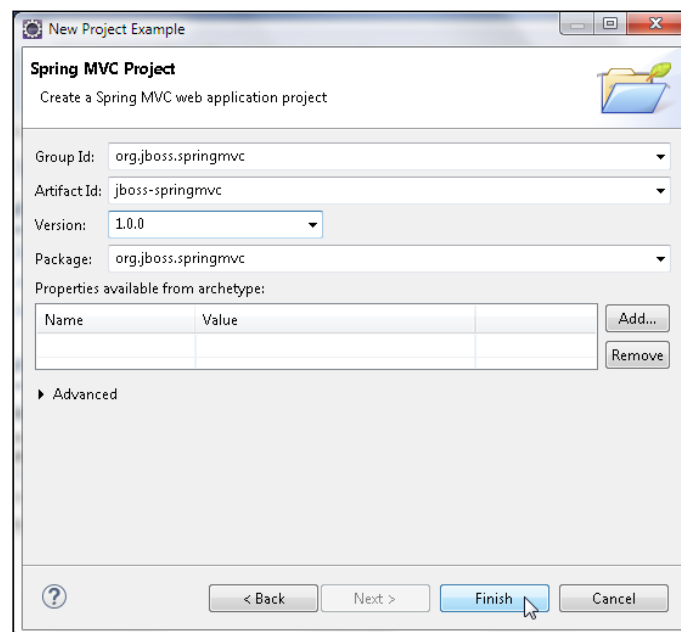 New Project Example
Spring MVC Project
Create a Spring MVC web application project
Group Id: org.jboss.springmvc
Artifact Id: jboss-springmvc
Version: 1.0.0
Package: org.jboss.springmvc
Properties available from archetype:
Name Value
Add...
Remove
Advanced
? < Back Next > Finish Cancel